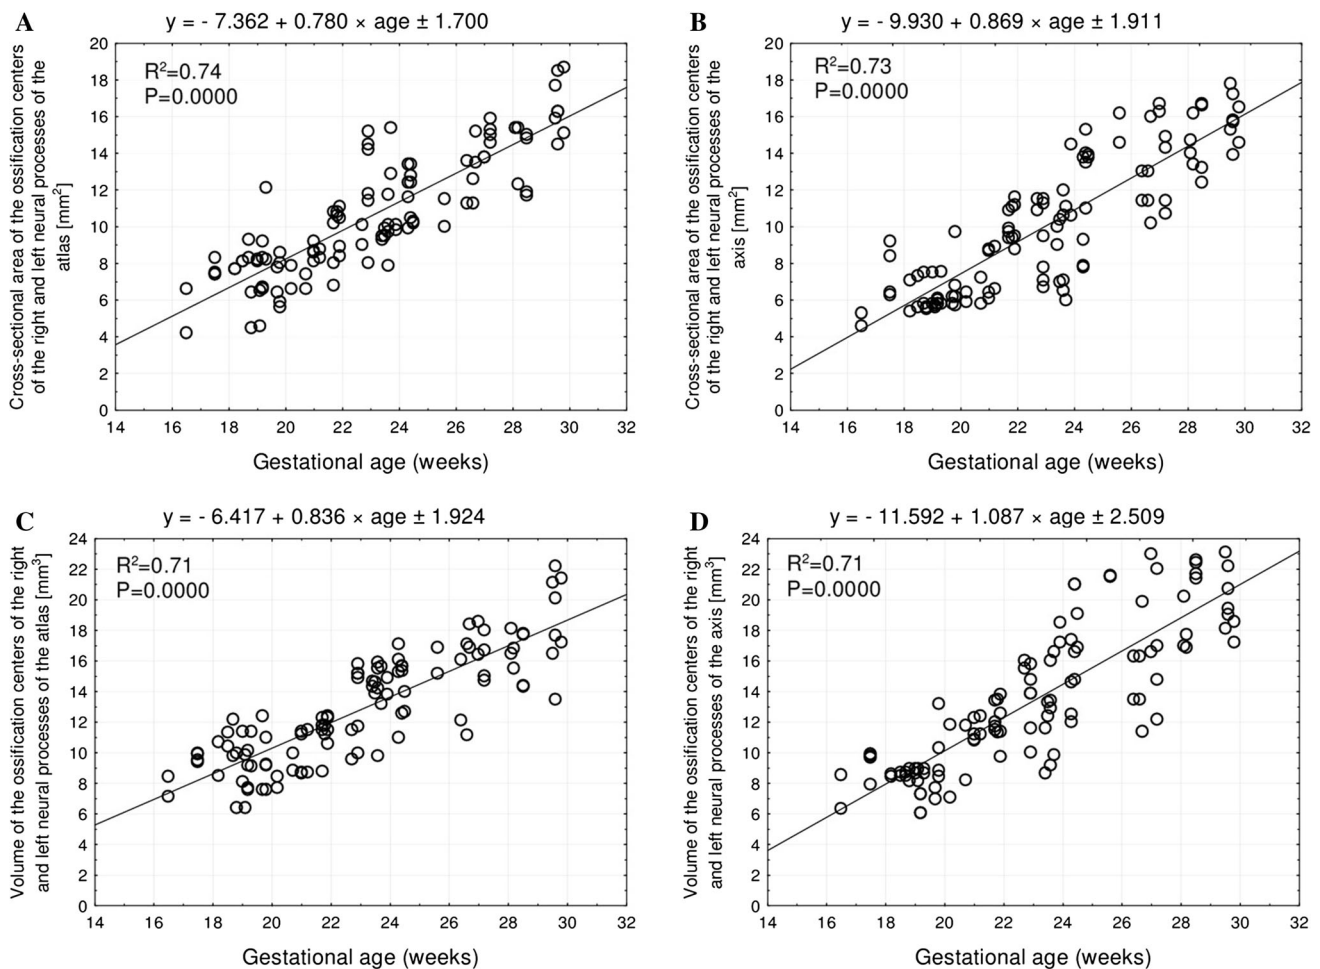 A
y = - 7.362 + 0.780 × age ± 1.700
Cross-sectional area of the ossification centers
of the right and left neural processes of the
atlas [mm²]
R²=0.74
P=0.0000
20
18
16
14
12
10
8
6
4
2
0
14 16 18 20 22 24 26 28 30 32
Gestational age (weeks)
B
y = - 9.930 + 0.869 × age ± 1.911
Cross-sectional area of the ossification centers
of the right and left neural processes of the
axis [mm²]
R²=0.73
P=0.0000
20
18
16
14
12
10
8
6
4
2
0
14 16 18 20 22 24 26 28 30 32
Gestational age (weeks)
C
y = - 6.417 + 0.836 × age ± 1.924
Volume of the ossification centers of the right
and left neural processes of the atlas [mm³]
R²=0.71
P=0.0000
24
22
20
18
16
14
12
10
8
6
4
2
0
14 16 18 20 22 24 26 28 30 32
Gestational age (weeks)
D
y = - 11.592 + 1.087 × age ± 2.509
Volume of the ossification centers of the right
and left neural processes of the axis [mm³]
R²=0.71
P=0.0000
24
22
20
18
16
14
12
10
8
6
4
2
0
14 16 18 20 22 24 26 28 30 32
Gestational age (weeks)